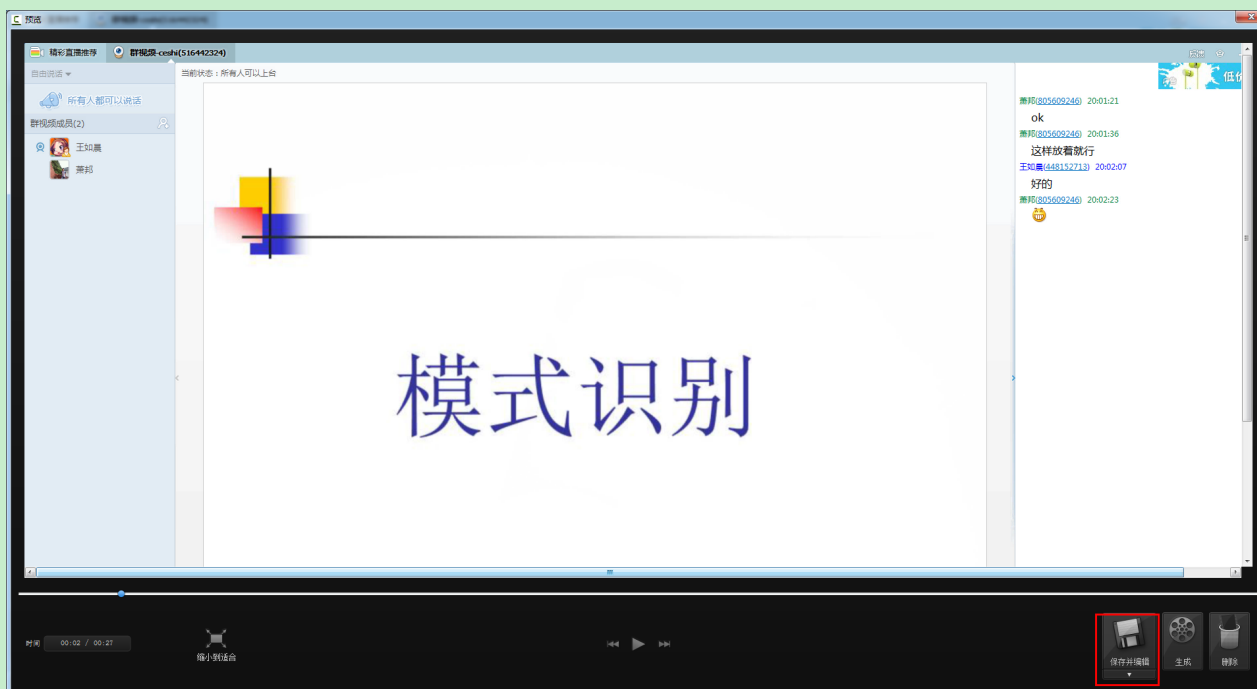 预览
精彩直播推荐
群视频-ceshi(516442324)
自由说话
当前状态：所有人可以上台
所有人都可以说话
群视频成员(2)
王如晨
萧邦
模式识别
低价
萧邦(805609246) 20:01:21
ok
萧邦(805609246) 20:01:36
这样放着就行
王如晨(448152713) 20:02:07
好的
萧邦(805609246) 20:02:23
时间 00:02 / 00:27
缩小到适合
保存并编辑
生成
删除